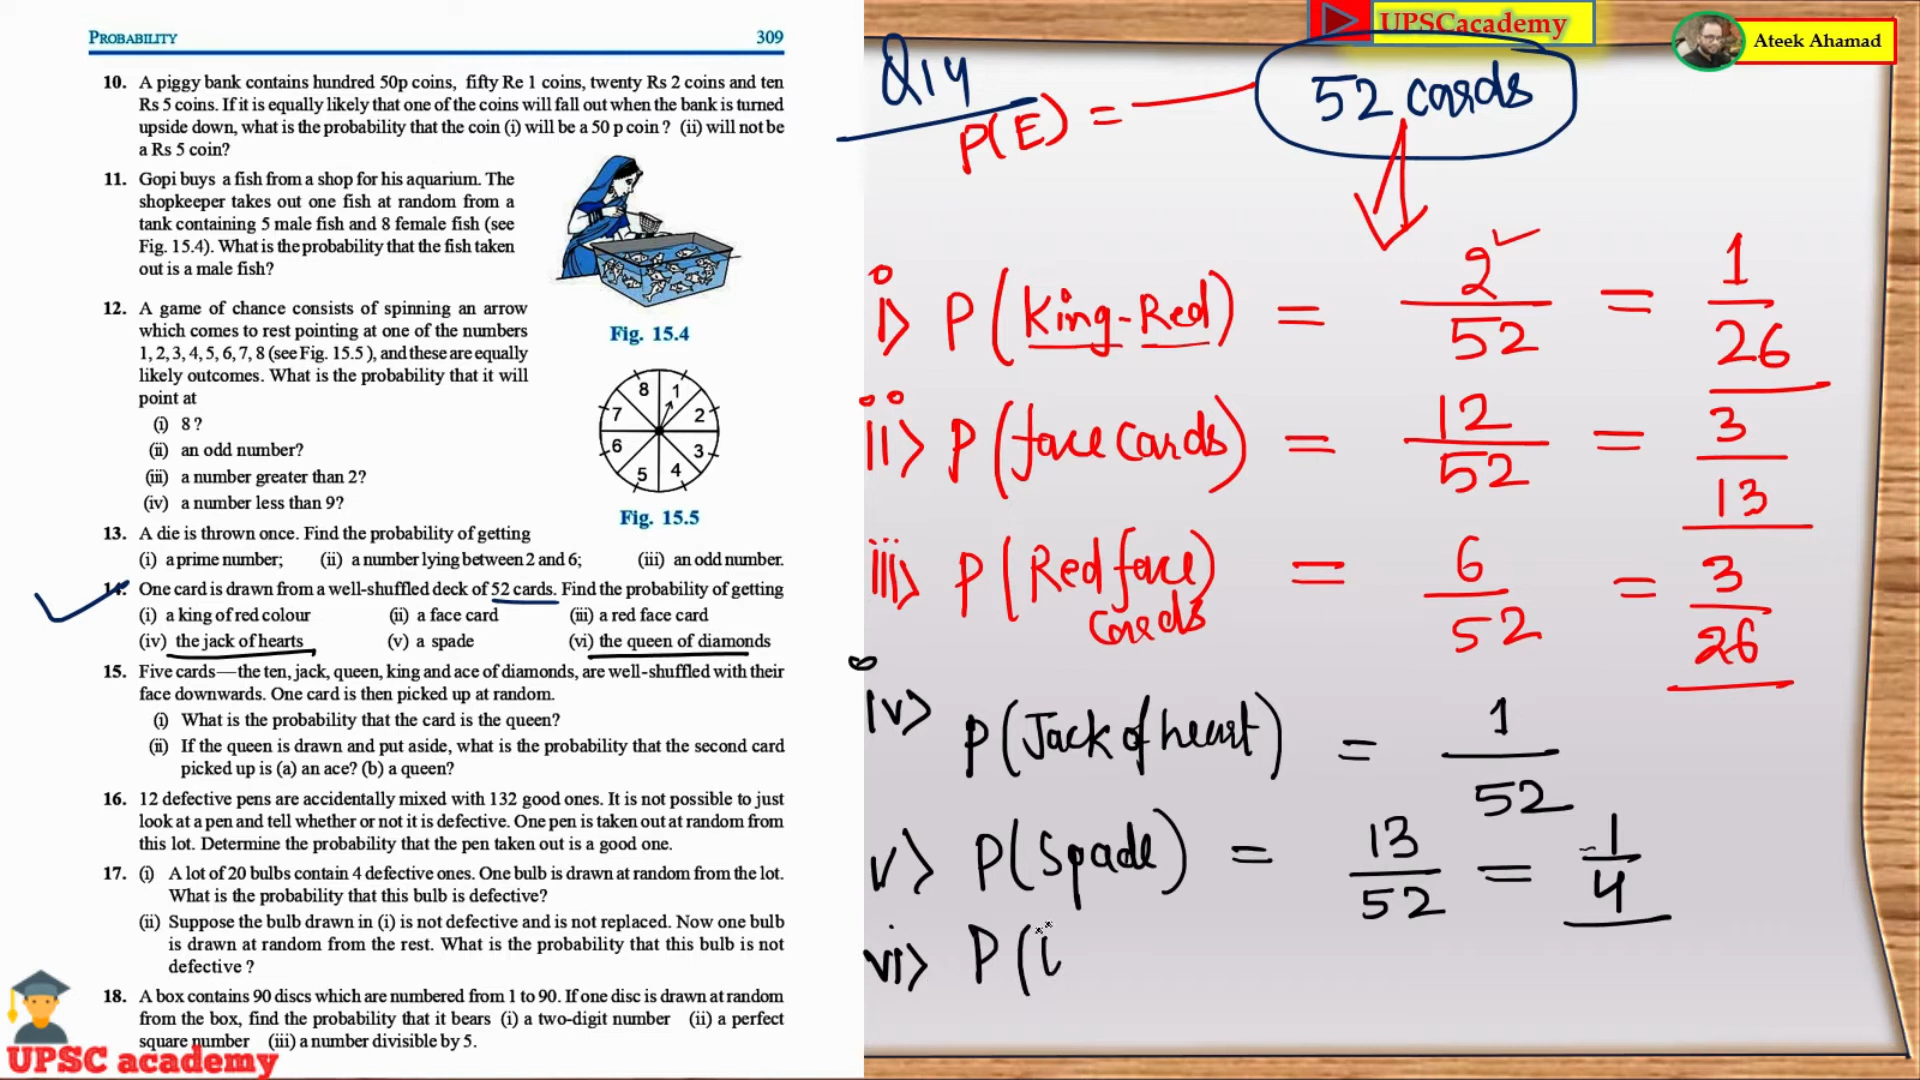 PROBABILITY 309
10. A piggy bank contains hundred 50p coins, fifty Re 1 coins, twenty Rs 2 coins and ten
Rs 5 coins. If it is equally likely that one of the coins will fall out when the bank is turned
upside down, what is the probability that the coin (i) will be a 50 p coin ? (ii) will not be
a Rs 5 coin?
11. Gopi buys a fish from a shop for his aquarium. The
shopkeeper takes out one fish at random from a
tank containing 5 male fish and 8 female fish (see
Fig. 15.4). What is the probability that the fish taken
out is a male fish?
Fig. 15.4
12. A game of chance consists of spinning an arrow
which comes to rest pointing at one of the numbers
1, 2, 3, 4, 5, 6, 7, 8 (see Fig. 15.5 ), and these are equally
likely outcomes. What is the probability that it will
point at
(i) 8 ?
(ii) an odd number?
(iii) a number greater than 2?
(iv) a number less than 9?
8 1
7 2
6 3
5 4
Fig. 15.5
13. A die is thrown once. Find the probability of getting
(i) a prime number; (ii) a number lying between 2 and 6; (iii) an odd number.
14. One card is drawn from a well-shuffled deck of 52 cards. Find the probability of getting
(i) a king of red colour (ii) a face card (iii) a red face card
(iv) the jack of hearts (v) a spade (vi) the queen of diamonds
15. Five cards—the ten, jack, queen, king and ace of diamonds, are well-shuffled with their
face downwards. One card is then picked up at random.
(i) What is the probability that the card is the queen?
(ii) If the queen is drawn and put aside, what is the probability that the second card
picked up is (a) an ace? (b) a queen?
16. 12 defective pens are accidentally mixed with 132 good ones. It is not possible to just
look at a pen and tell whether or not it is defective. One pen is taken out at random from
this lot. Determine the probability that the pen taken out is a good one.
17. (i) A lot of 20 bulbs contain 4 defective ones. One bulb is drawn at random from the lot.
What is the probability that this bulb is defective?
(ii) Suppose the bulb drawn in (i) is not defective and is not replaced. Now one bulb
is drawn at random from the rest. What is the probability that this bulb is not
defective ?
18. A box contains 90 discs which are numbered from 1 to 90. If one disc is drawn at random
from the box, find the probability that it bears (i) a two-digit number (ii) a perfect
square number (iii) a number divisible by 5.
UPSC academy
UPSCacademy
Ateek Ahamad
Q14
P(E) = 52 cards
i> P(King-Red) = 2/52 = 1/26
ii> P(face cards) = 12/52 = 3/13
iii> P(Red face cards) = 6/52 = 3/26
iv> P(Jack of heart) = 1/52
v> P(Spade) = 13/52 = 1/4
vi> P(